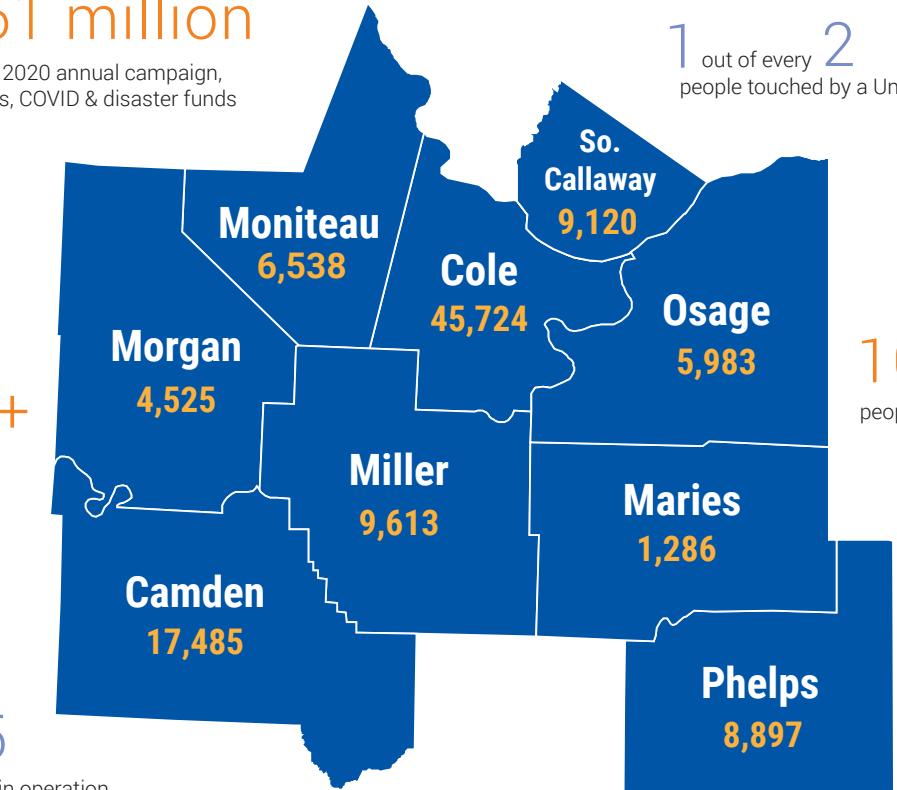 million
2020 annual campaign,
COVID & disaster funds
1 out of every 2
people touched by a
So.
Callaway
9,120
Moniteau
6,538
Cole
45,724
Osage
5,983
Morgan
4,525
+
Miller
9,613
Maries
1,286
Camden
17,485
Phelps
8,897
in operation